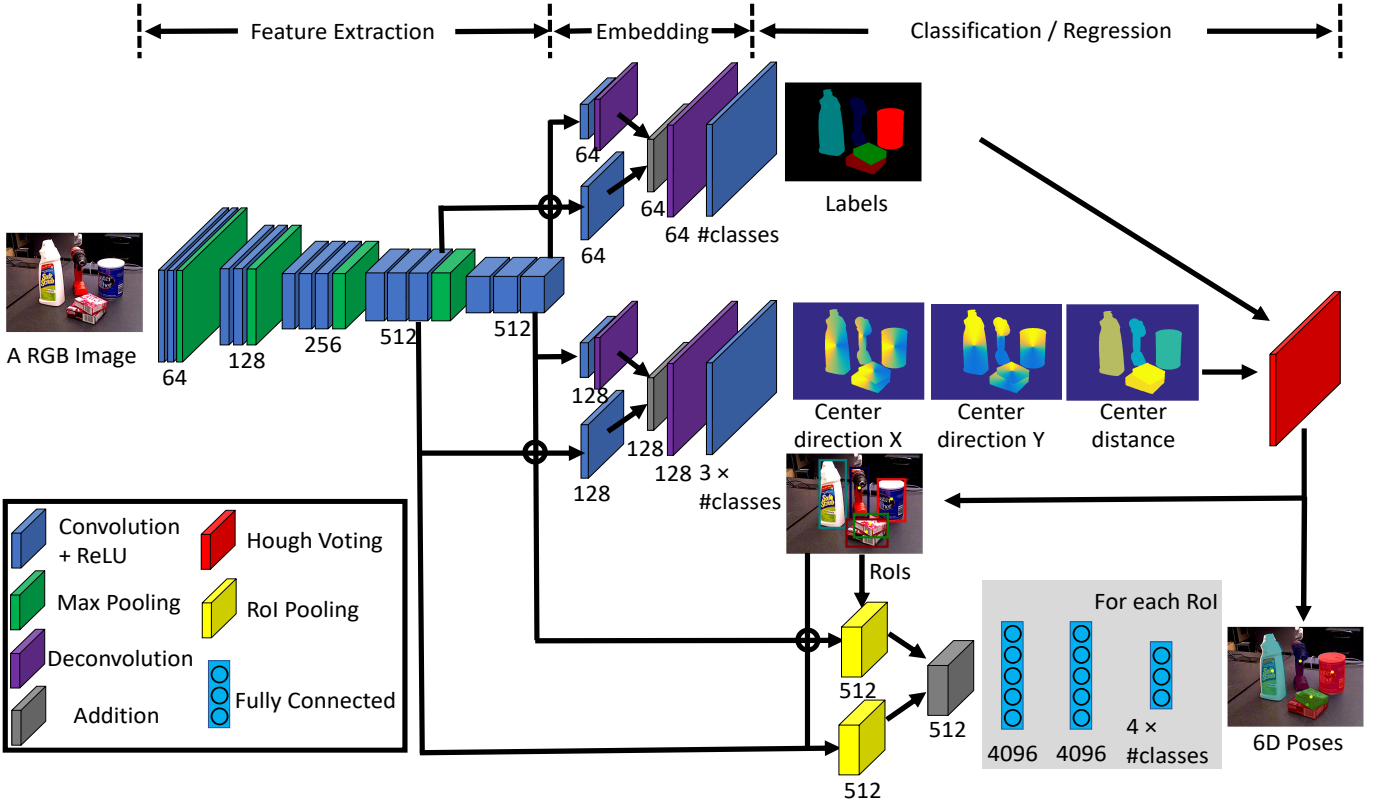 Feature Extraction
Embedding
Classification / Regression
64
64
64
64 #classes
Labels
A RGB Image
64
128
256
512
512
128
128
128
128
3 ×
#classes
Center
direction X
Center
direction Y
Center
distance
RoIs
512
512
512
For each RoI
4096
4096
4 ×
#classes
6D Poses
Convolution
+ ReLU
Max Pooling
Deconvolution
Addition
Hough Voting
RoI Pooling
Fully Connected